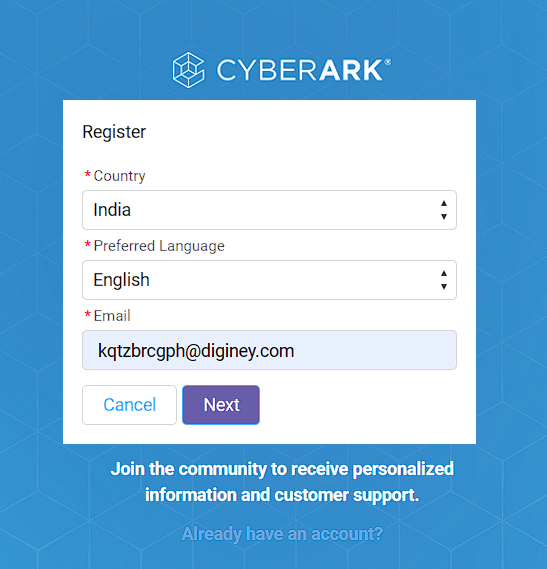 CYBERARK®
Register
* Country
India
* Preferred Language
English
* Email
kqtzbrcgph@diginey.com
Cancel Next
Join the community to receive personalized
information and customer support.
Already have an account?